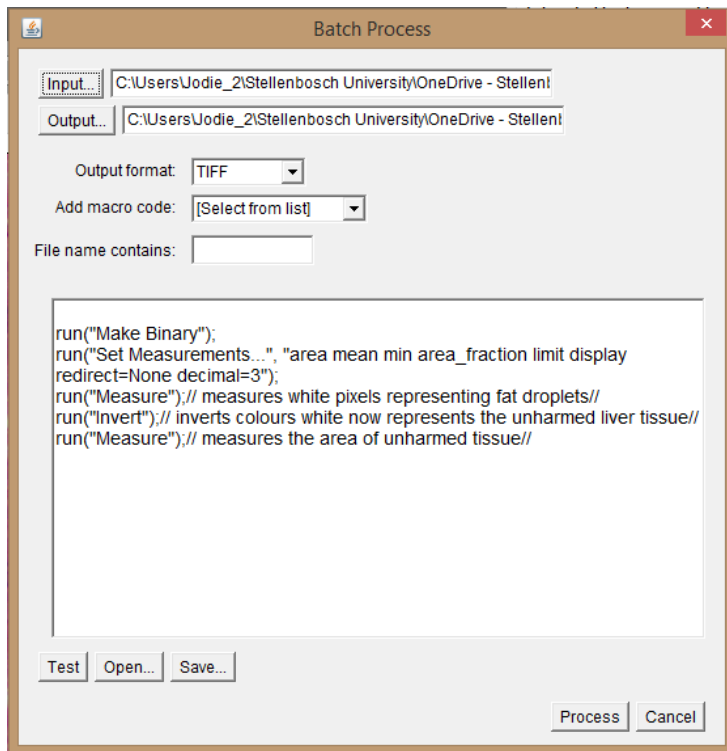 Batch Process
Input... C:\Users\Jodie_2\Stellenbosch University\OneDrive - Stellenb
Output... C:\Users\Jodie_2\Stellenbosch University\OneDrive - Stellenb
Output format: TIFF
Add macro code: [Select from list]
File name contains:
run("Make Binary");
run("Set Measurements...", "area mean min area_fraction limit display
redirect=None decimal=3");
run("Measure");// measures white pixels representing fat droplets//
run("Invert");// inverts colours white now represents the unharmed liver tissue//
run("Measure");// measures the area of unharmed tissue//
Test Open... Save...
Process Cancel